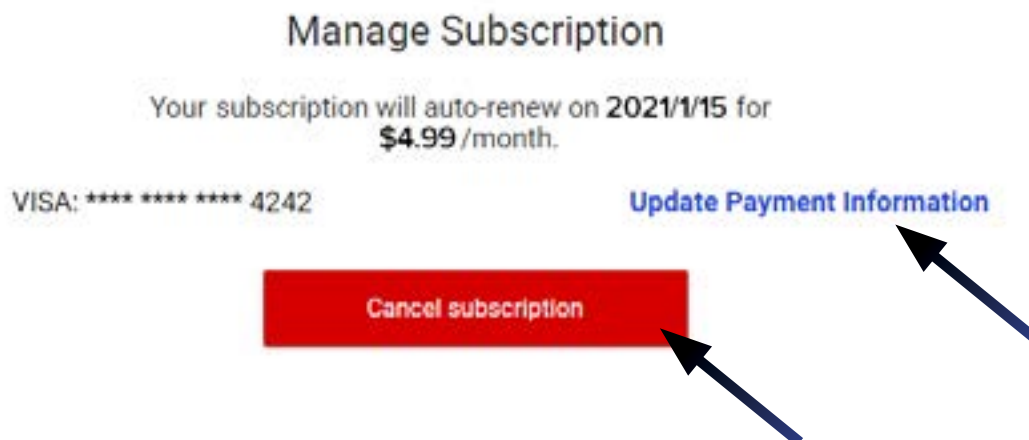 Manage Subscription
Your subscription will auto-renew on 2021/1/15 for
$4.99/month.
VISA: **** **** **** 4242
Update Payment Information
Cancel subscription